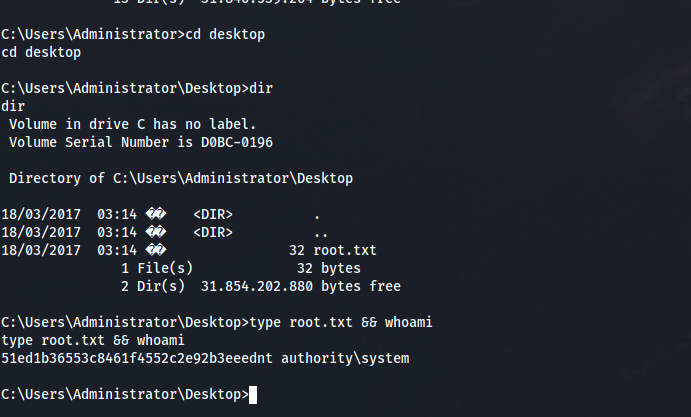 C:\Users\Administrator>cd desktop
cd desktop
C:\Users\Administrator\Desktop>dir
dir
 Volume in drive C has no label.
 Volume Serial Number is D0BC-0196
 Directory of C:\Users\Administrator\Desktop
18/03/2017  03:14 ��    <DIR>          .
18/03/2017  03:14 ��    <DIR>          ..
18/03/2017  03:14 ��                32 root.txt
               1 File(s)             32 bytes
               2 Dir(s)  31.854.202.880 bytes free
C:\Users\Administrator\Desktop>type root.txt && whoami
type root.txt && whoami
51ed1b36553c8461f4552c2e92b3eeednt authority\system
C:\Users\Administrator\Desktop>